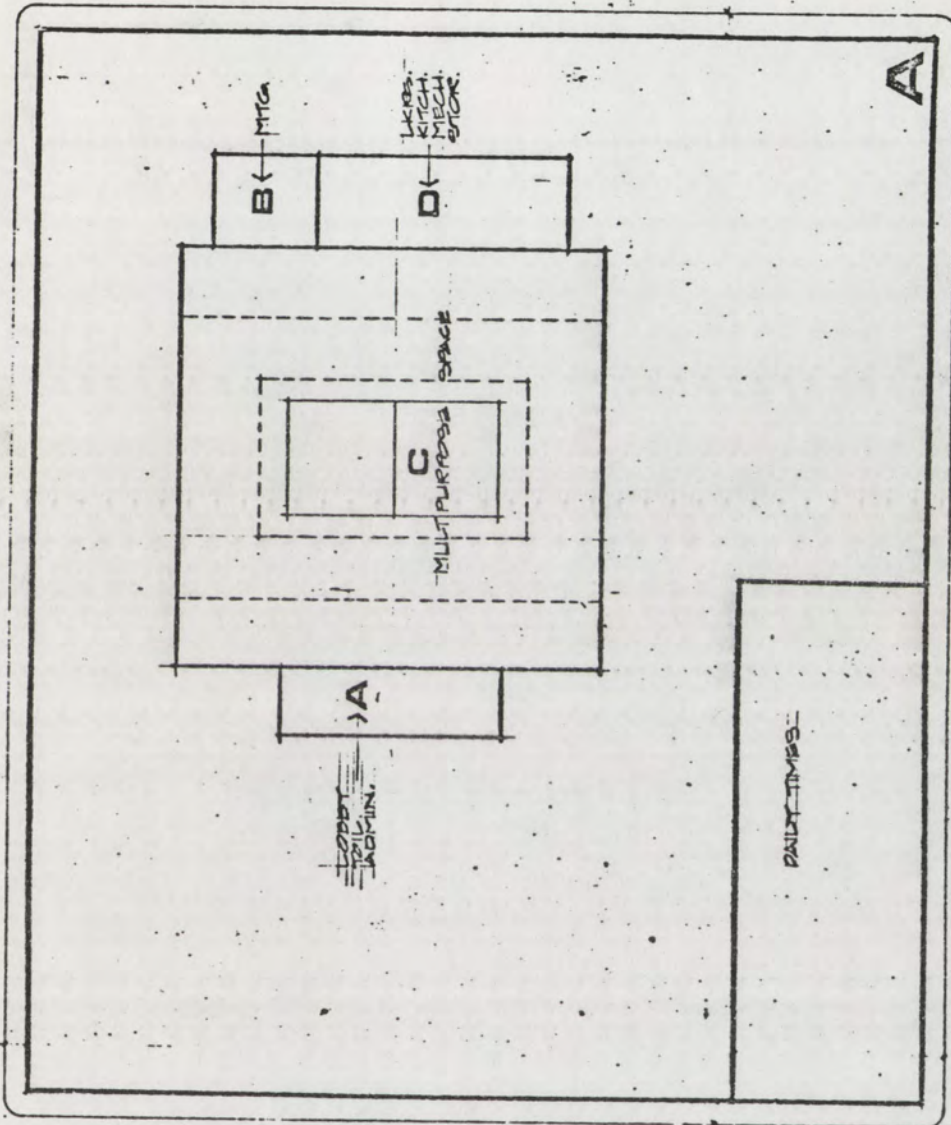 A
B
MTG.
D
LKRS.
KITCH.
MECH.
STOR.
C
MULTIPURPOSE SPACE
A
LOBBY
TOIL.
ADMIN.
DAILY TIMES